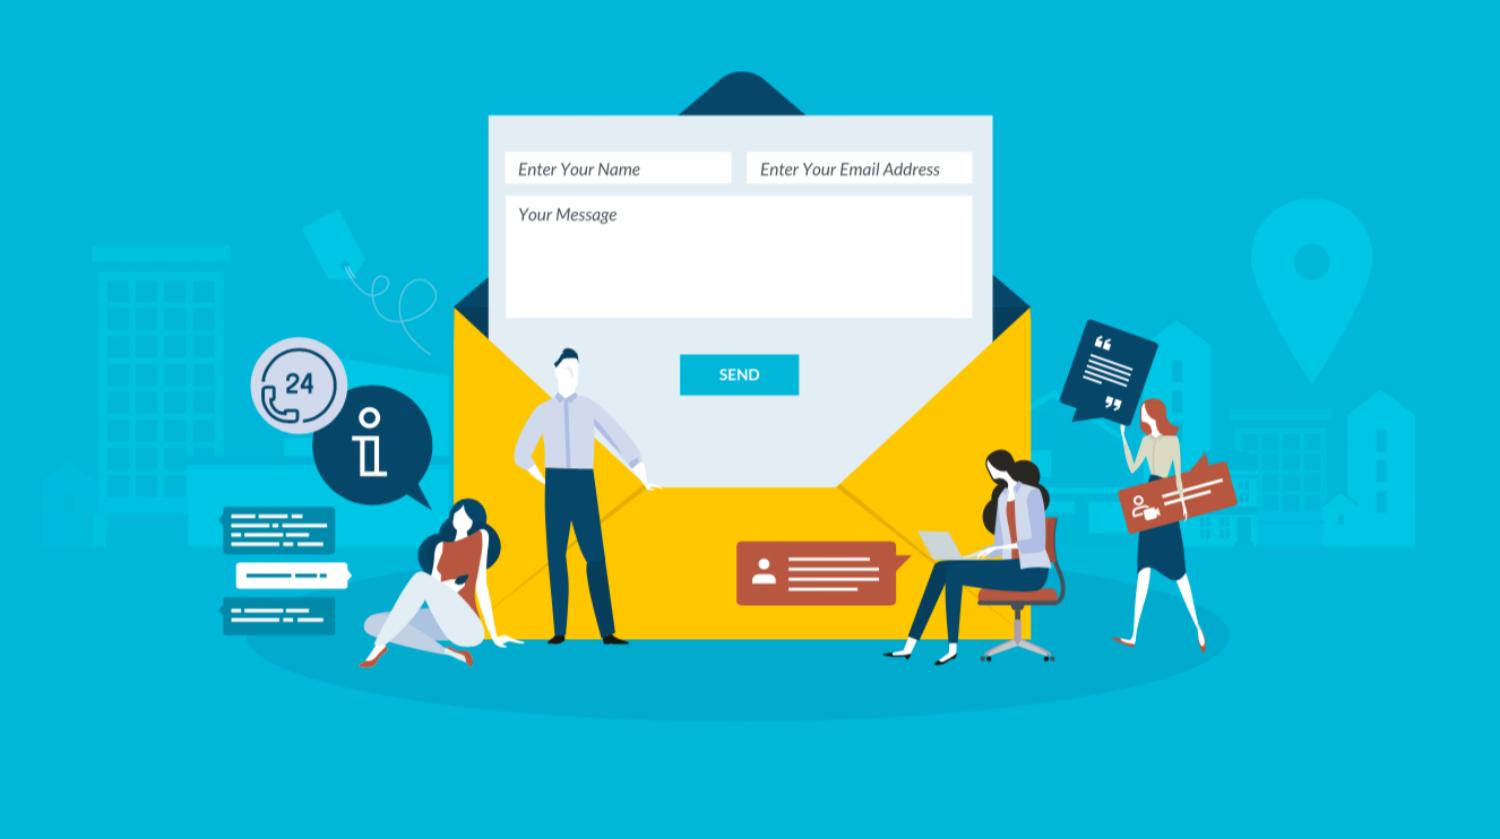 Enter Your Name
Enter Your Email Address
Your Message
SEND
24
i
“
”